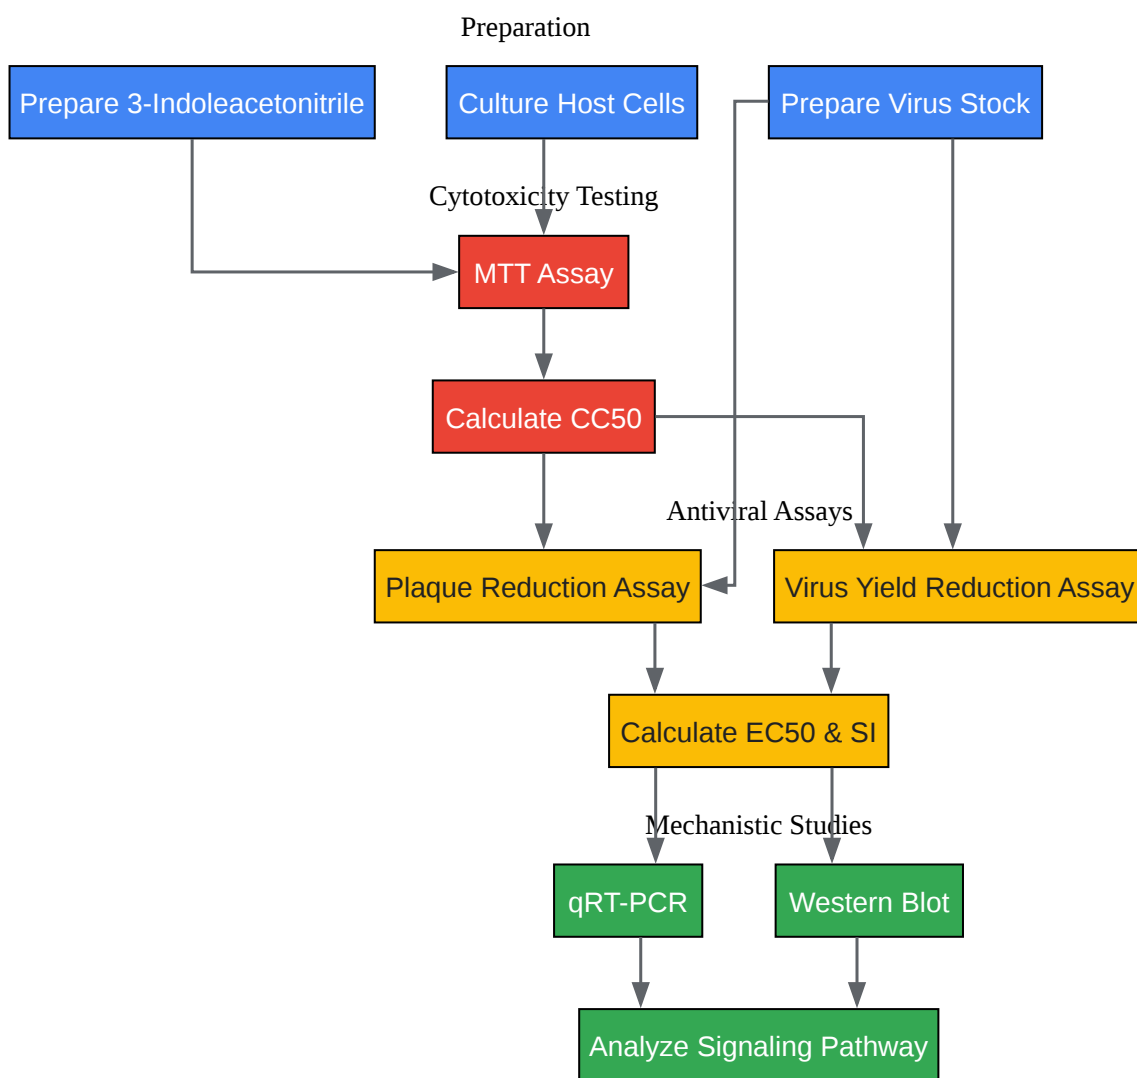 Preparation
Prepare 3-Indoleacetonitrile
Culture Host Cells
Prepare Virus Stock
Cytotoxicity Testing
MTT Assay
Calculate CC50
Antiviral Assays
Plaque Reduction Assay
Virus Yield Reduction Assay
Calculate EC50 & SI
Mechanistic Studies
qRT-PCR
Western Blot
Analyze Signaling Pathway